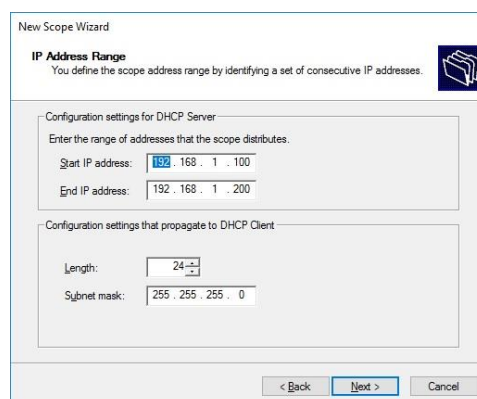 New Scope Wizard
IP Address Range
You define the scope address range by identifying a set of consecutive IP addresses.
Configuration settings for DHCP Server
Enter the range of addresses that the scope distributes.
Start IP address: 192 . 168 . 1 . 100
End IP address: 192 . 168 . 1 . 200
Configuration settings that propagate to DHCP Client
Length: 24
Subnet mask: 255 . 255 . 255 . 0
< Back Next > Cancel